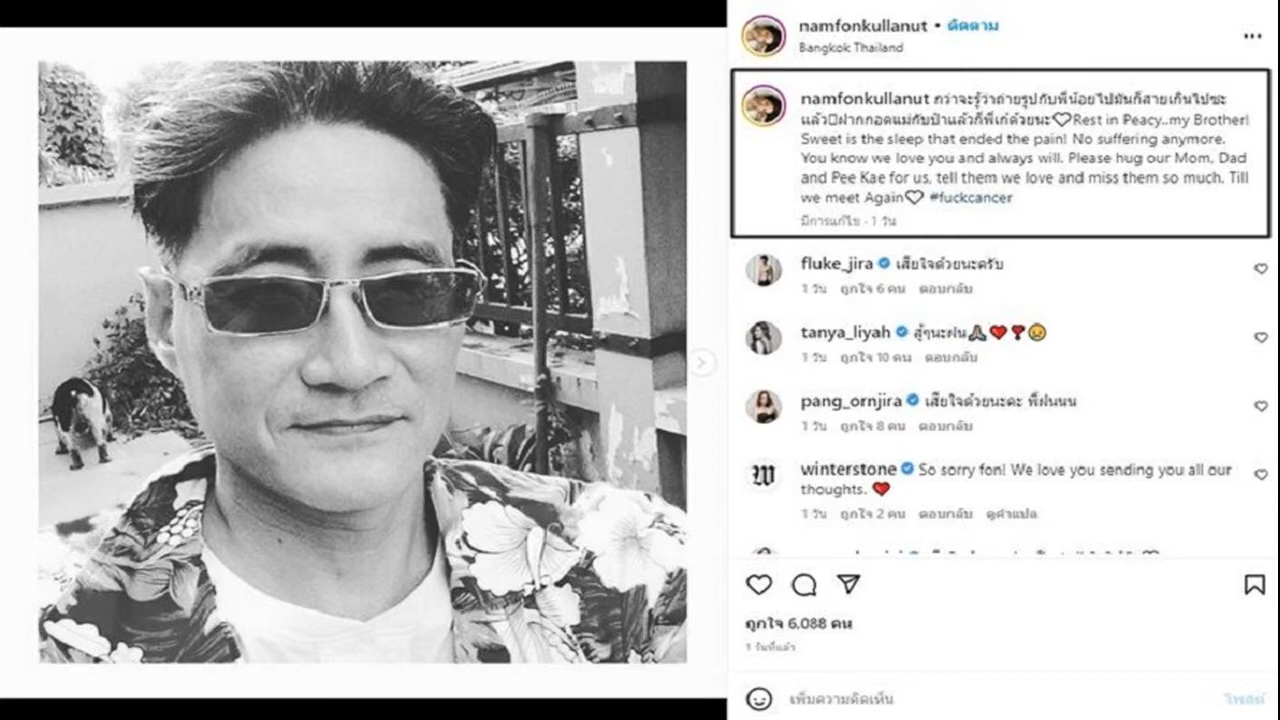 namfonkullanut • ติดตาม
Bangkok Thailand
namfonkullanut กว่าจะรู้ว่าถ่ายรูปกับพี่น้อยไปมันก็สายเกินไปซะ
แล้ว฿ฝากกอดแม่กับป๊าแล้วก็พี่เก๋ด้วยนะ♡Rest in Peacy..my Brother!
Sweet is the sleep that ended the pain! No suffering anymore.
You know we love you and always will. Please hug our Mom, Dad
and Pee Kae for us, tell them we love and miss them so much. Till
we meet Again♡ #fuckcancer
มีการแก้ไข · 1 วัน
fluke_jira เสียใจด้วยนะครับ
1 วัน ถูกใจ 6 คน ตอบกลับ
tanya_liyah สู้ๆนะฝน🙏❤️❣️😢
1 วัน ถูกใจ 10 คน ตอบกลับ
pang_ornjira เสียใจด้วยนะคะ พี่ฝนนน
1 วัน ถูกใจ 8 คน ตอบกลับ
winterstone So sorry fon! We love you sending you all our
thoughts. ❤️
1 วัน ถูกใจ 2 คน ตอบกลับ ดูคำแปล
ถูกใจ 6,088 คน
1 วันที่แล้ว
เพิ่มความคิดเห็น
โพสต์